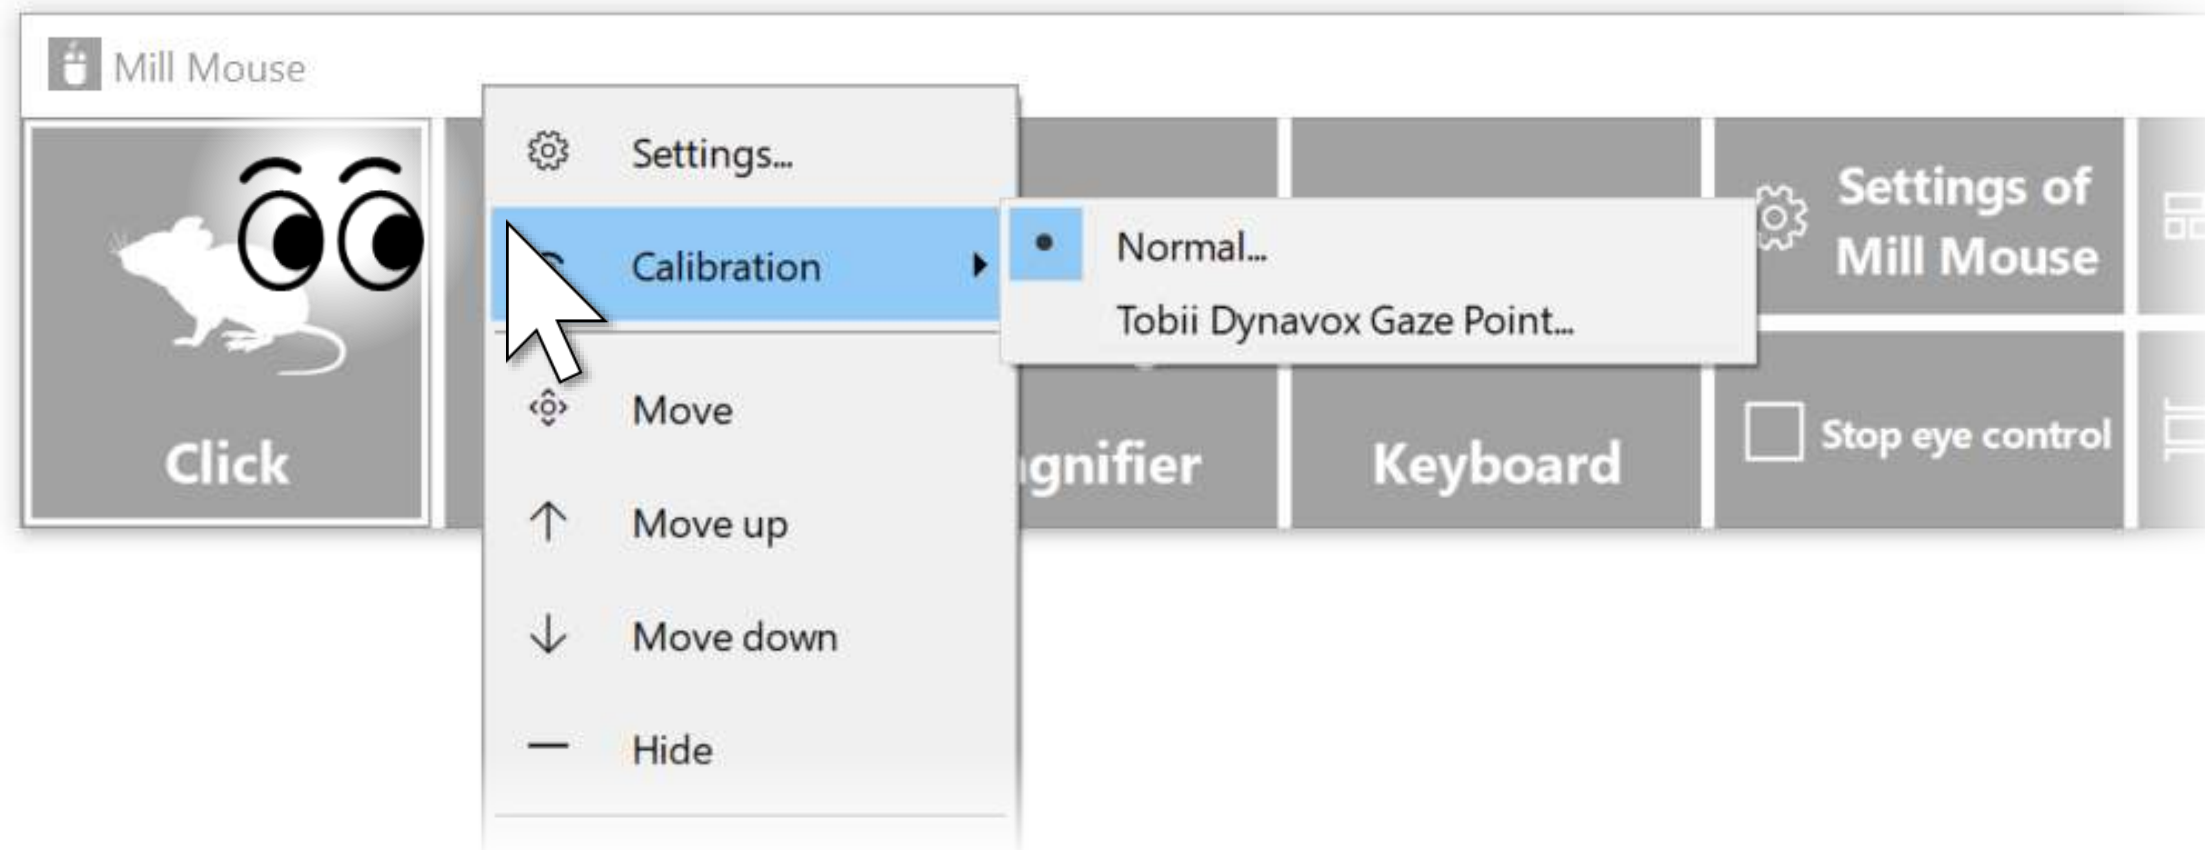 Mill Mouse
Settings...
Calibration
Normal...
Tobii Dynavox Gaze Point...
Move
Move up
Move down
Hide
Click
Keyboard
Settings of
Mill Mouse
Stop eye control